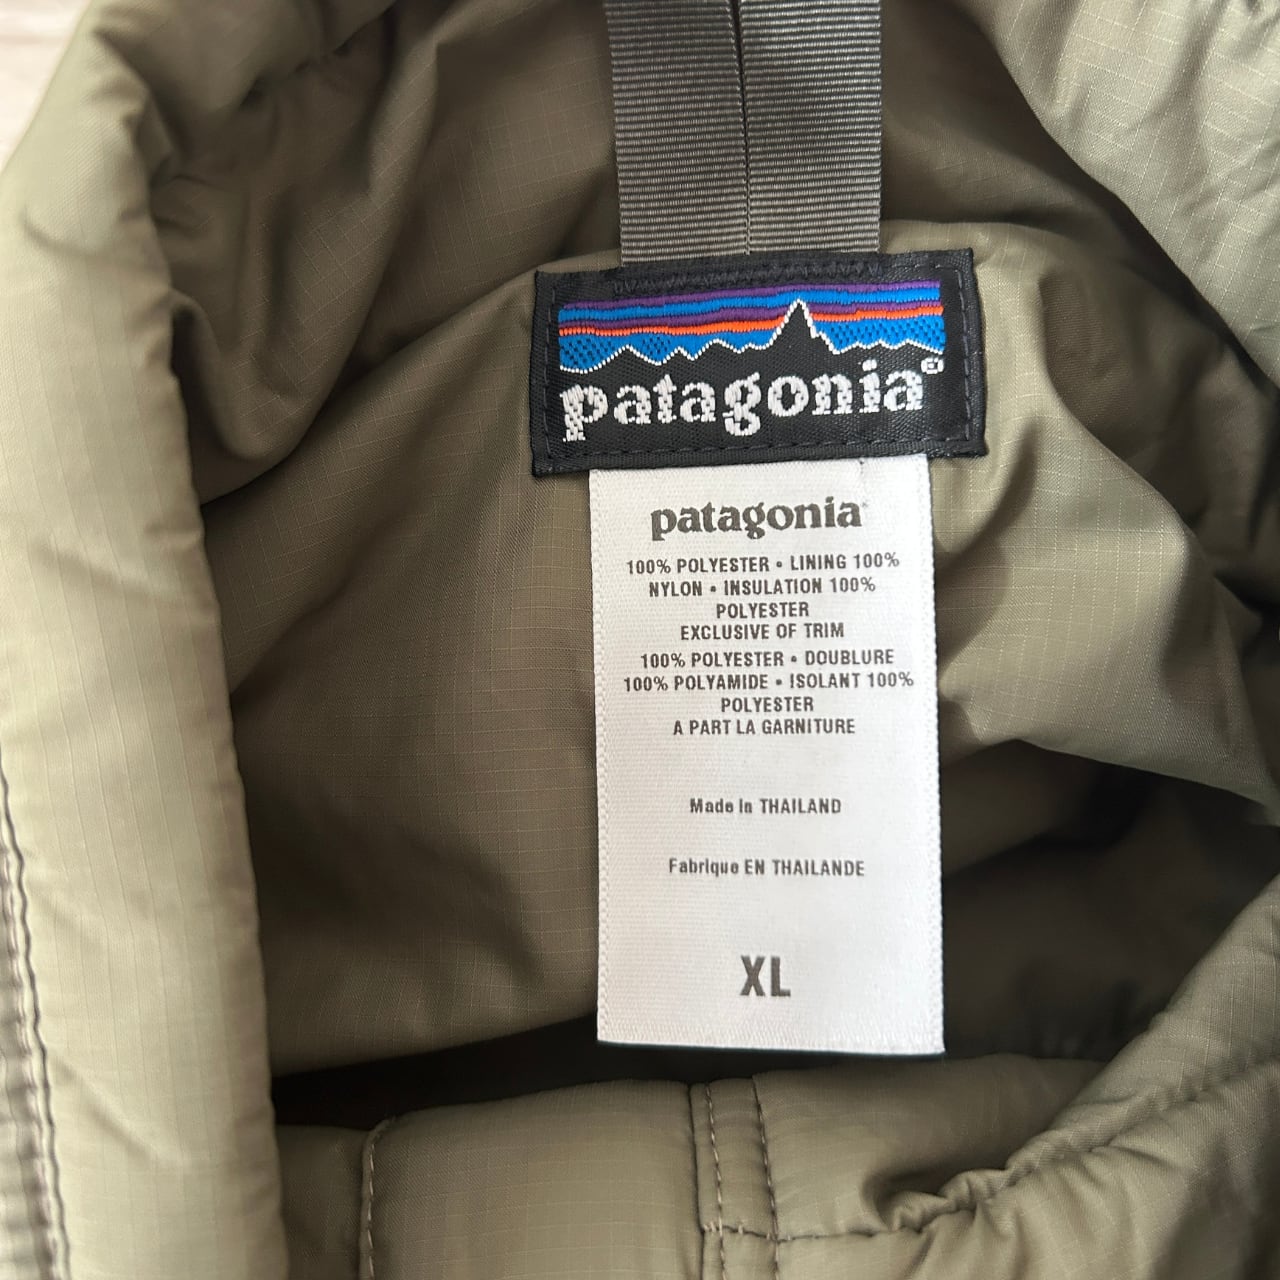 patagonia®
patagonia®
100% POLYESTER • LINING 100%
NYLON • INSULATION 100%
POLYESTER
EXCLUSIVE OF TRIM
100% POLYESTER • DOUBLURE
100% POLYAMIDE • ISOLANT 100%
POLYESTER
A PART LA GARNITURE
Made in THAILAND
Fabrique EN THAILANDE
XL